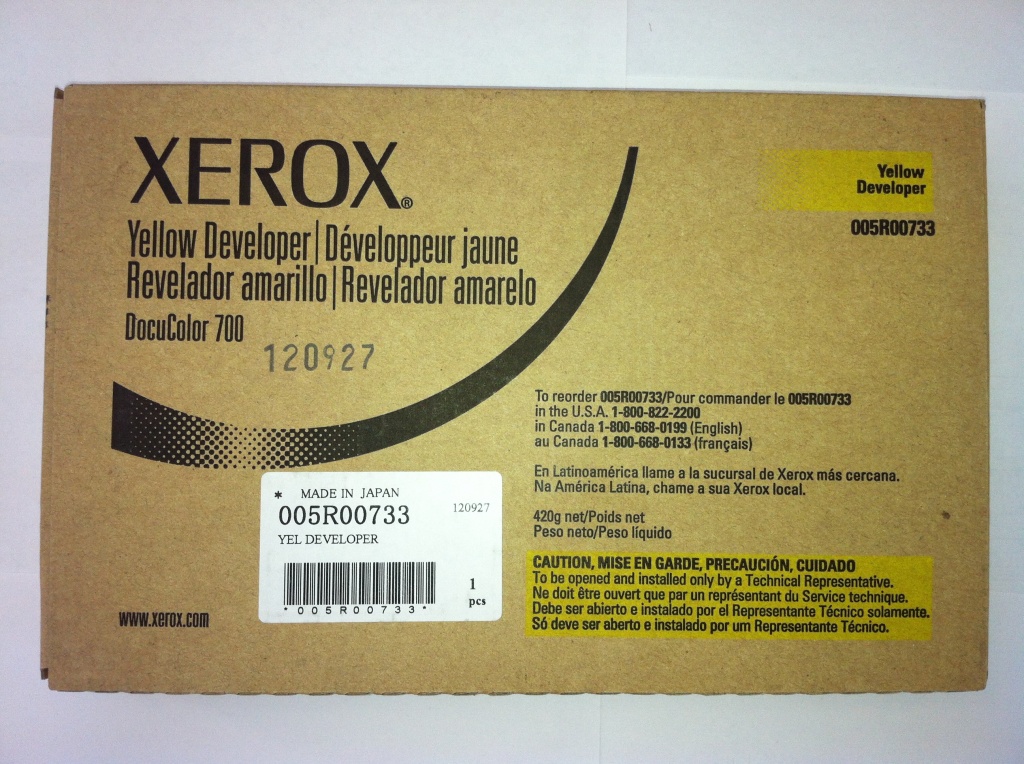 XEROX®
Yellow Developer | Développeur jaune
Revelador amarillo | Revelador amarelo
DocuColor 700
120927
Yellow
Developer
005R00733
To reorder 005R00733/Pour commander le 005R00733
in the U.S.A. 1-800-822-2200
in Canada 1-800-668-0199 (English)
au Canada 1-800-668-0133 (français)
En Latinoamérica llame a la sucursal de Xerox más cercana.
Na América Latina, chame a sua Xerox local.
420g net/Poids net
Peso neto/Peso líquido
CAUTION, MISE EN GARDE, PRECAUCIÓN, CUIDADO
To be opened and installed only by a Technical Representative.
Ne doit être ouvert que par un représentant du Service technique.
Debe ser abierto e instalado por el Representante Técnico solamente.
Só deve ser aberto e instalado por um Representante Técnico.
* MADE IN JAPAN
005R00733 120927
YEL DEVELOPER
*005R00733*
1
pcs
www.xerox.com